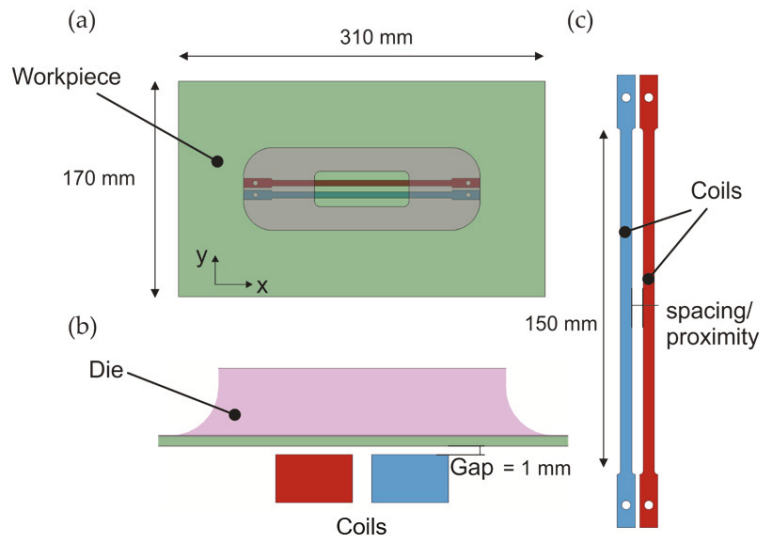 (a)
310 mm
Workpiece
170 mm
y
x
(b)
Die
Gap = 1 mm
Coils
(c)
Coils
150 mm
spacing/
proximity